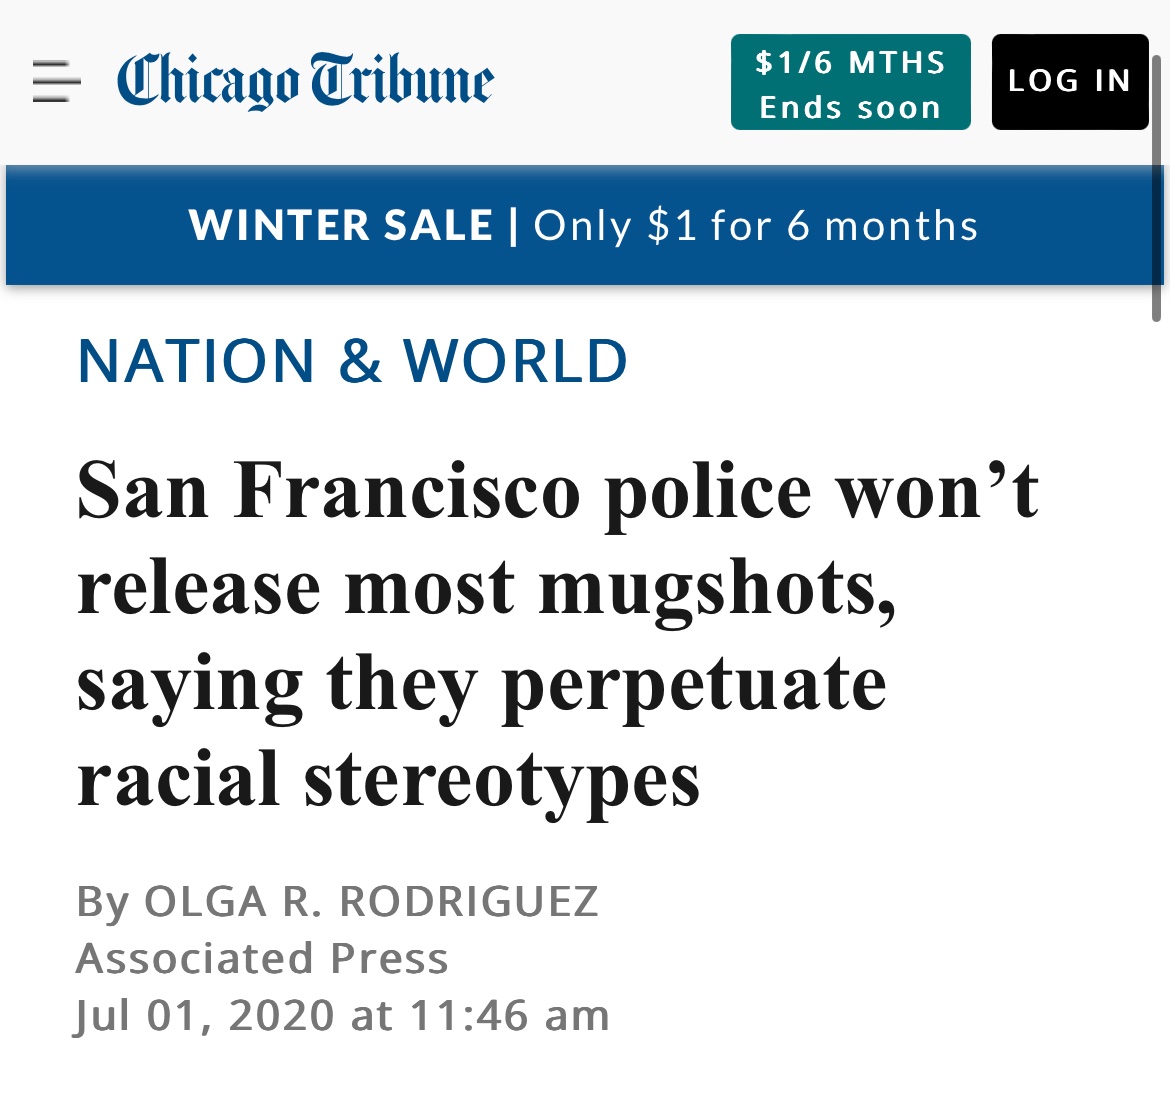 Chicago Tribune
$1/6 MTHS
Ends soon
LOG IN
WINTER SALE | Only $1 for 6 months
NATION & WORLD
San Francisco police won’t
release most mugshots,
saying they perpetuate
racial stereotypes
By OLGA R. RODRIGUEZ
Associated Press
Jul 01, 2020 at 11:46 am